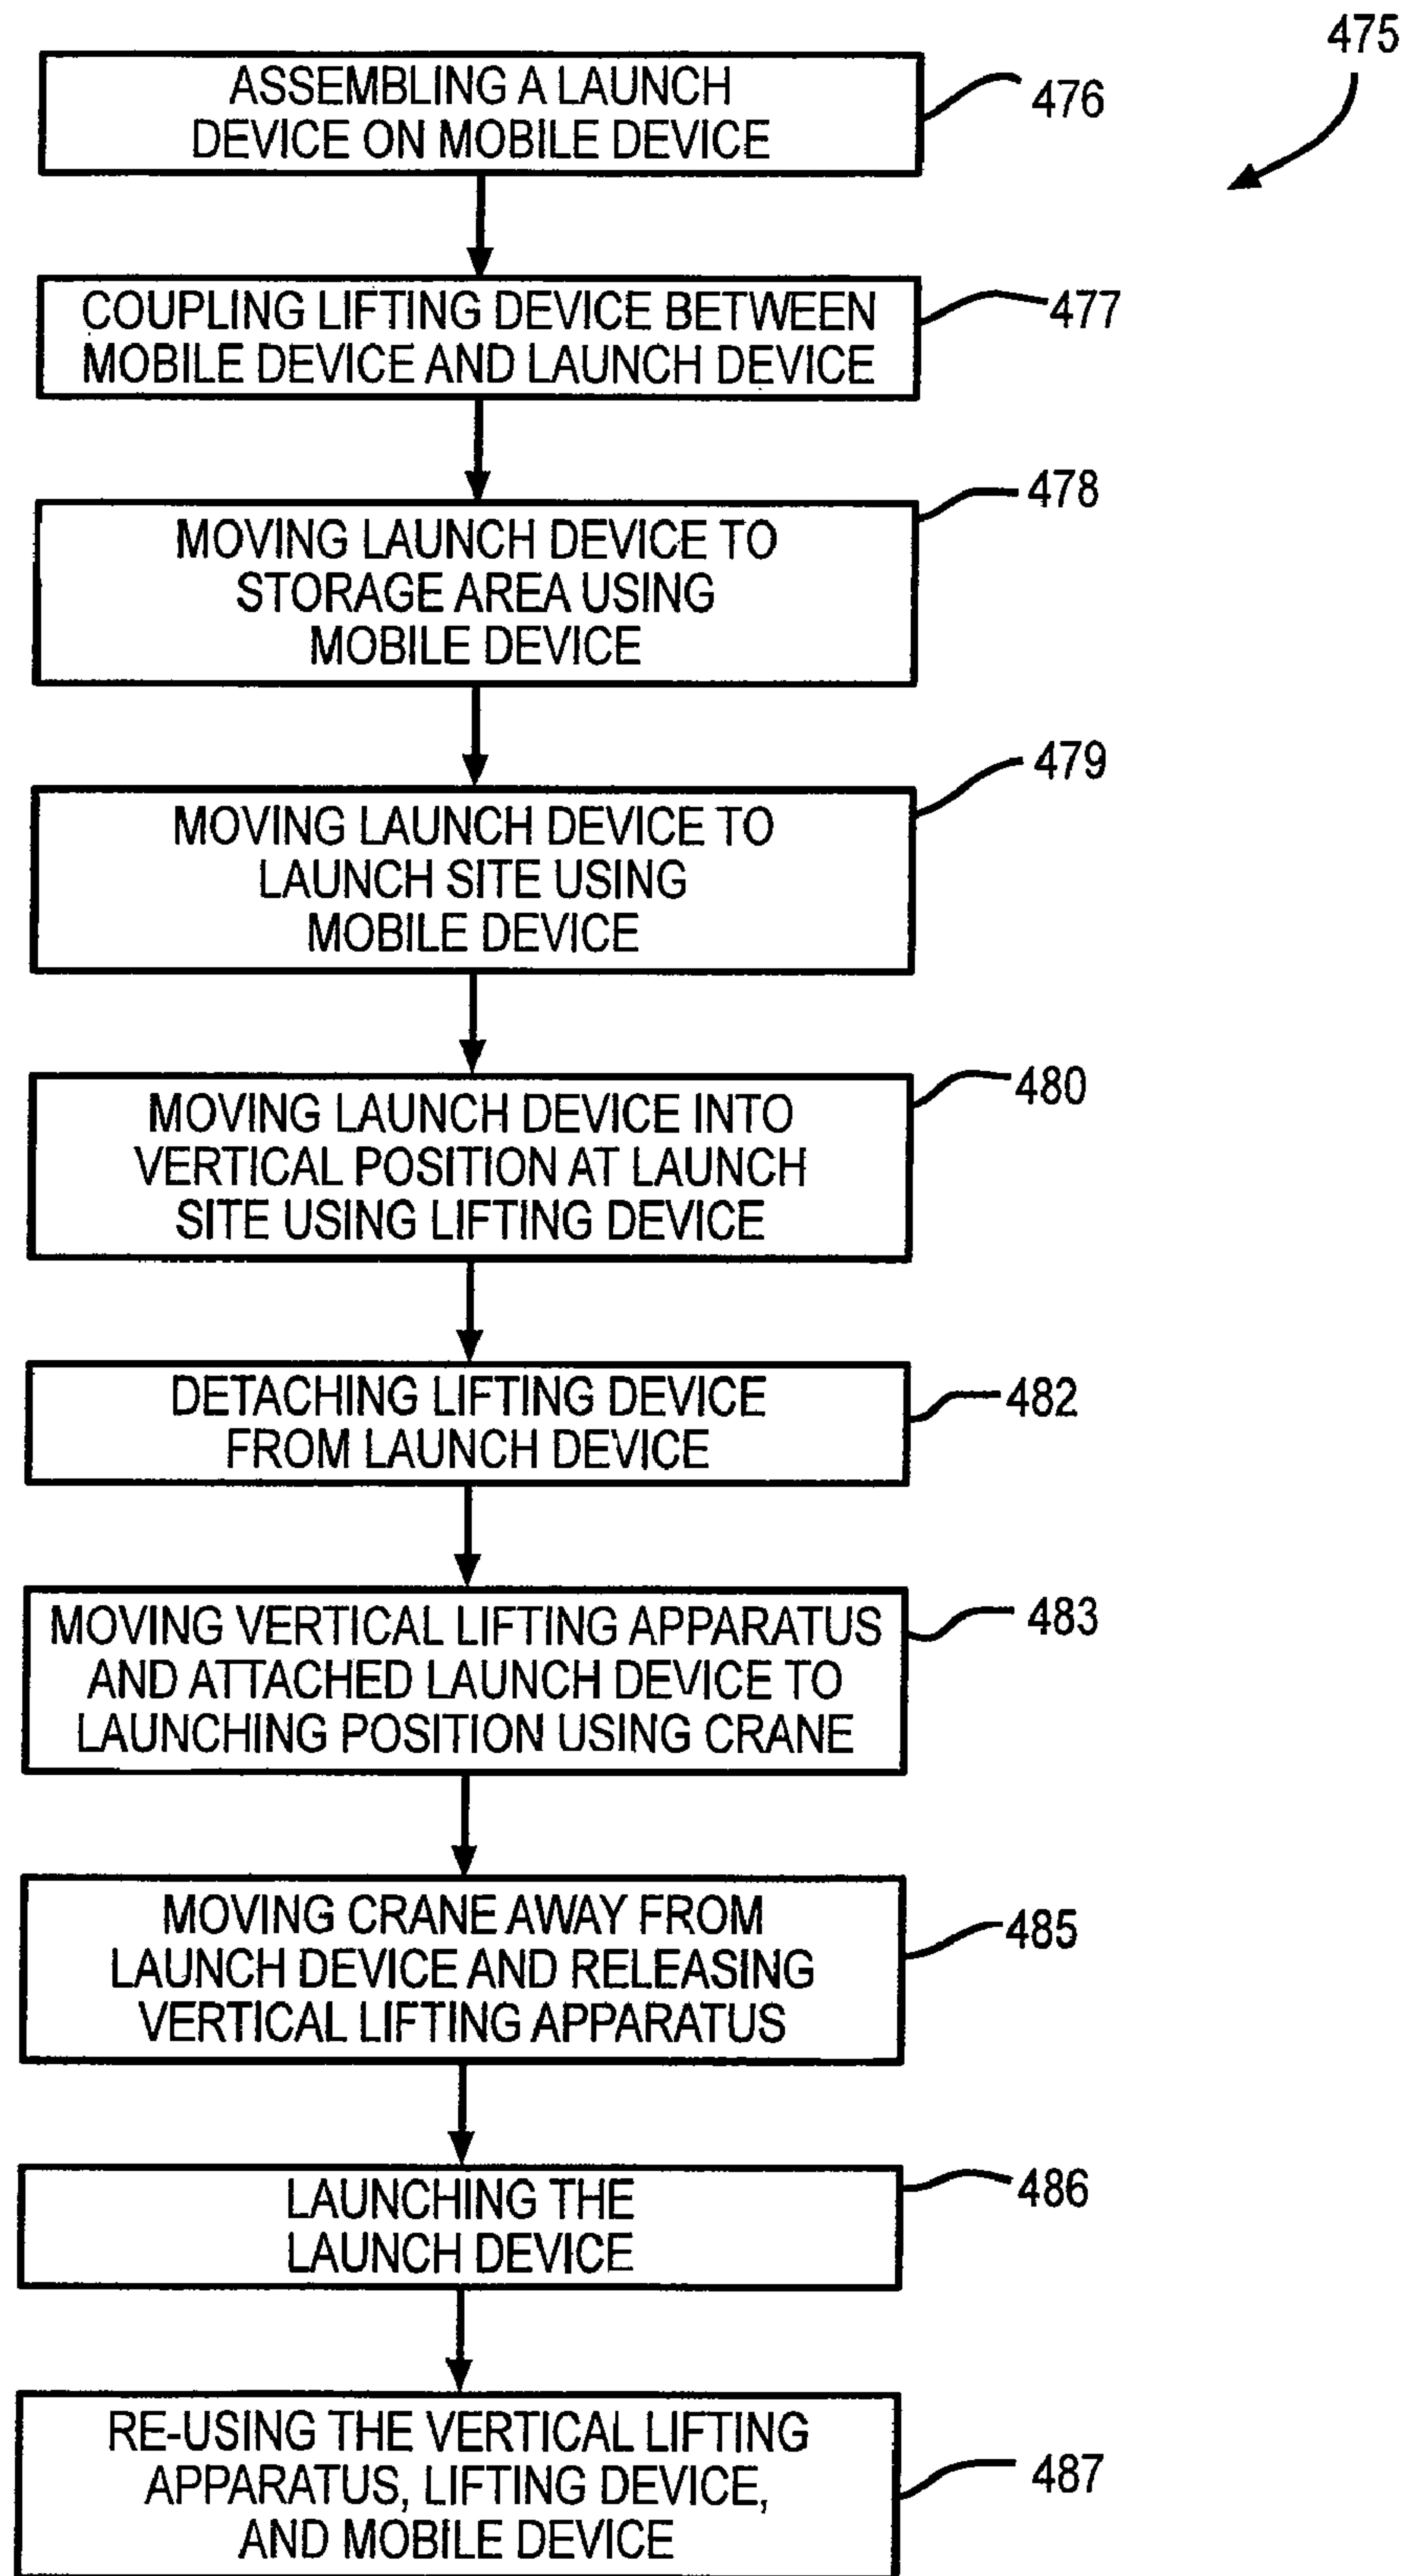 475
ASSEMBLING A LAUNCH
DEVICE ON MOBILE DEVICE
476
COUPLING LIFTING DEVICE BETWEEN
MOBILE DEVICE AND LAUNCH DEVICE
477
MOVING LAUNCH DEVICE TO
STORAGE AREA USING
MOBILE DEVICE
478
MOVING LAUNCH DEVICE TO
LAUNCH SITE USING
MOBILE DEVICE
479
MOVING LAUNCH DEVICE INTO
VERTICAL POSITION AT LAUNCH
SITE USING LIFTING DEVICE
480
DETACHING LIFTING DEVICE
FROM LAUNCH DEVICE
482
MOVING VERTICAL LIFTING APPARATUS
AND ATTACHED LAUNCH DEVICE TO
LAUNCHING POSITION USING CRANE
483
MOVING CRANE AWAY FROM
LAUNCH DEVICE AND RELEASING
VERTICAL LIFTING APPARATUS
485
LAUNCHING THE
LAUNCH DEVICE
486
RE-USING THE VERTICAL LIFTING
APPARATUS, LIFTING DEVICE,
AND MOBILE DEVICE
487